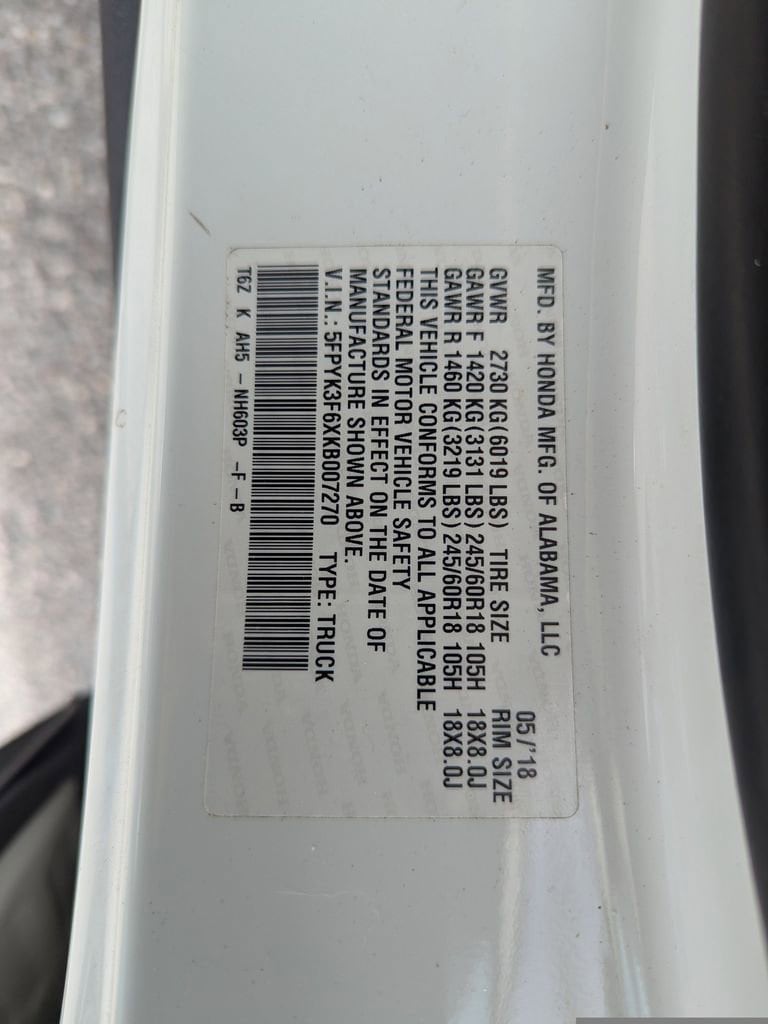 MFD. BY HONDA MFG. OF ALABAMA, LLC
05/'18
GVWR 2730 KG(6019 LBS) TIRE SIZE RIM SIZE
GAWR F 1420 KG(3131 LBS) 245/60R18 105H 18X8.0J
GAWR R 1460 KG(3219 LBS) 245/60R18 105H 18X8.0J
THIS VEHICLE CONFORMS TO ALL APPLICABLE
FEDERAL MOTOR VEHICLE SAFETY
STANDARDS IN EFFECT ON THE DATE OF
MANUFACTURE SHOWN ABOVE.
V.I.N.: 5FPYK3F6XKB007270 TYPE: TRUCK
T6Z K AH5 - NH603P -F - B